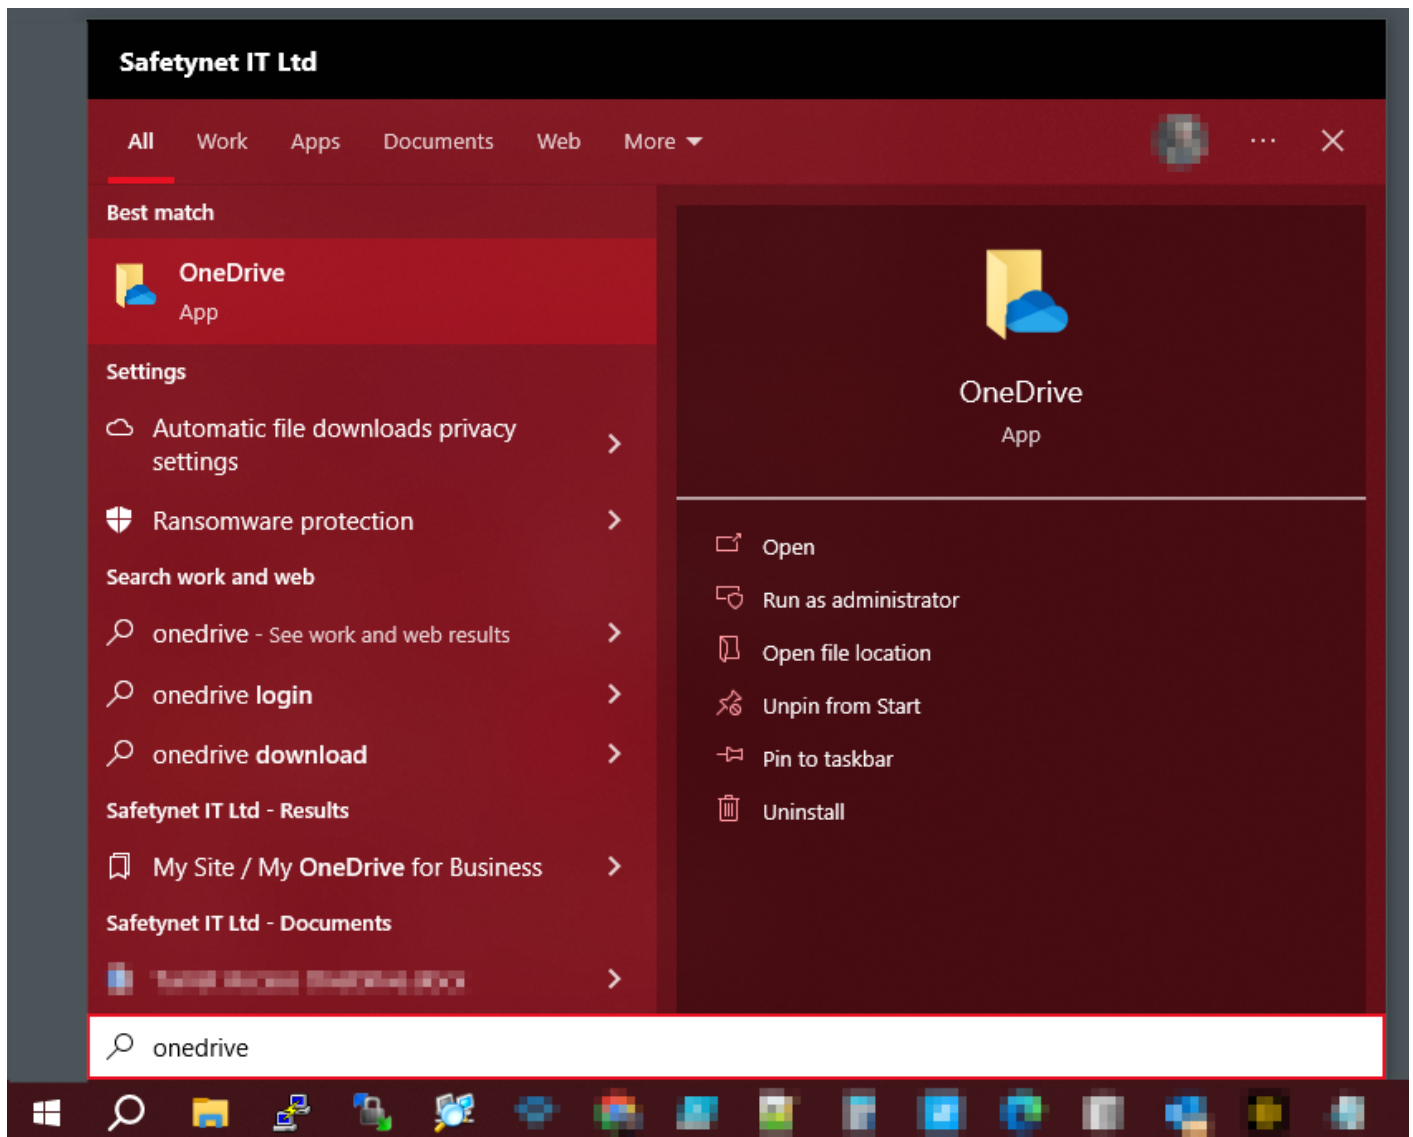 Safetynet IT Ltd
All Work Apps Documents Web More
Best match
OneDrive
App
Settings
Automatic file downloads privacy
settings
Ransomware protection
Search work and web
onedrive - See work and web results
onedrive login
onedrive download
Safetynet IT Ltd - Results
My Site / My OneDrive for Business
Safetynet IT Ltd - Documents
OneDrive
App
Open
Run as administrator
Open file location
Unpin from Start
Pin to taskbar
Uninstall
onedrive